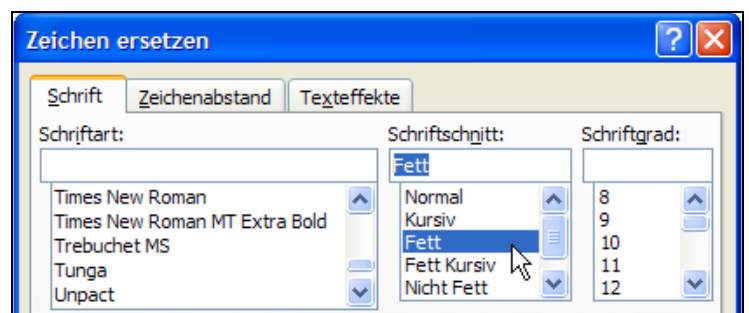 Zeichen ersetzen
Schrift Zeichenabstand Texteffekte
Schriftart: Schriftschnitt: Schriftgrad:
Fett
Times New Roman Normal 8
Times New Roman MT Extra Bold Kursiv 9
Trebuchet MS Fett 10
Tunga Fett Kursiv 11
Unpact Nicht Fett 12